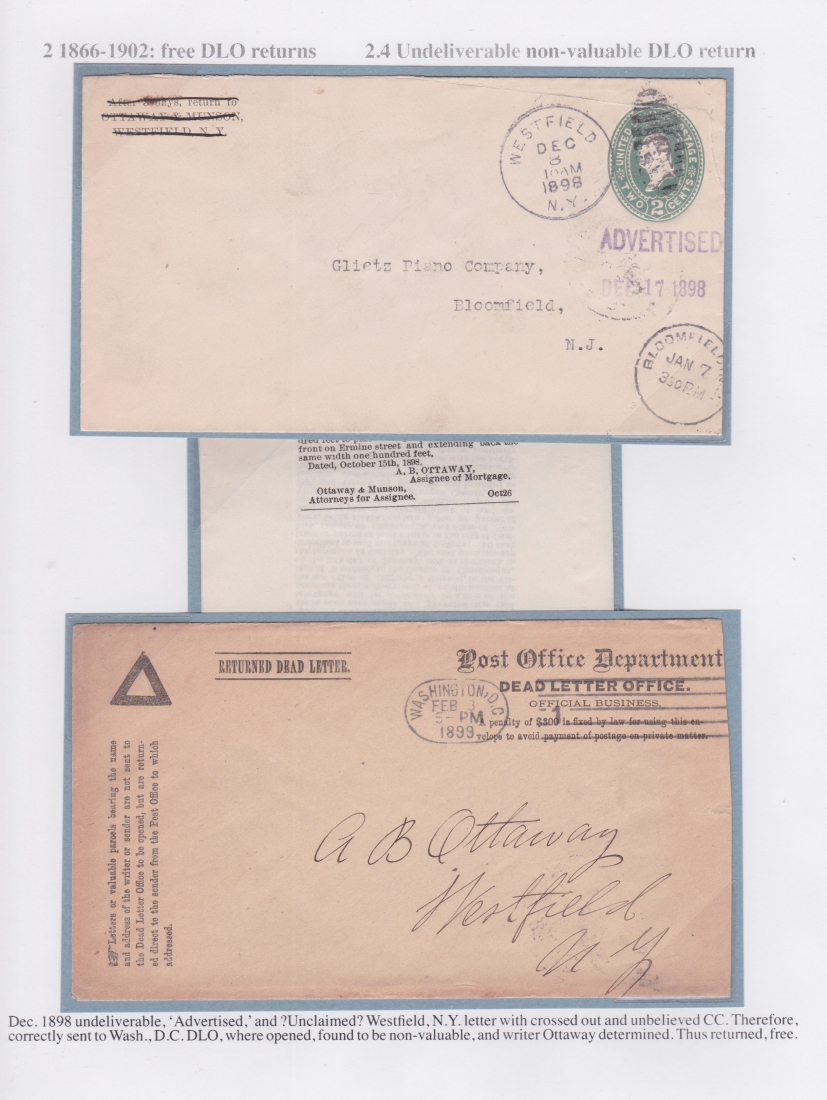 2 1866-1902: free DLO returns 2.4 Undeliverable non-valuable DLO return
After 5 days, return to
OTTAWAY & MUNSON,
WESTFIELD, N. Y.
WESTFIELD
DEC
8
10AM
1898
N.Y.
UNITED STATES POSTAGE
TWO 2 CENTS
ADVERTISED
DEC 17 1898
Glietz Piano Company,
Bloomfield,
N.J.
BLOOMFIELD
JAN 7
330PM
front on Ermine street and extending back the
same width one hundred feet,
Dated, October 15th, 1898.
A. B. OTTAWAY,
Assignee of Mortgage,
Ottaway & Munson,
Attorneys for Assignee. Oct26
RETURNED DEAD LETTER.
Post Office Department
DEAD LETTER OFFICE.
OFFICIAL BUSINESS.
A penalty of $300 is fixed by law for using this en-
velope to avoid payment of postage on private matter.
WASHINGTON, D.C.
FEB 3
5-PM
1899
1
Letters or valuable parcels bearing the name
and address of the writer or sender are not sent to
the Dead Letter Office to be opened, but are return-
ed direct to the sender from the Post Office to which
addressed.
A B Ottaway
Westfield
N Y
Dec. 1898 undeliverable, ‘Advertised,’ and ?Unclaimed? Westfield, N.Y. letter with crossed out and unbelieved CC. Therefore,
correctly sent to Wash., D.C. DLO, where opened, found to be non-valuable, and writer Ottaway determined. Thus returned, free.